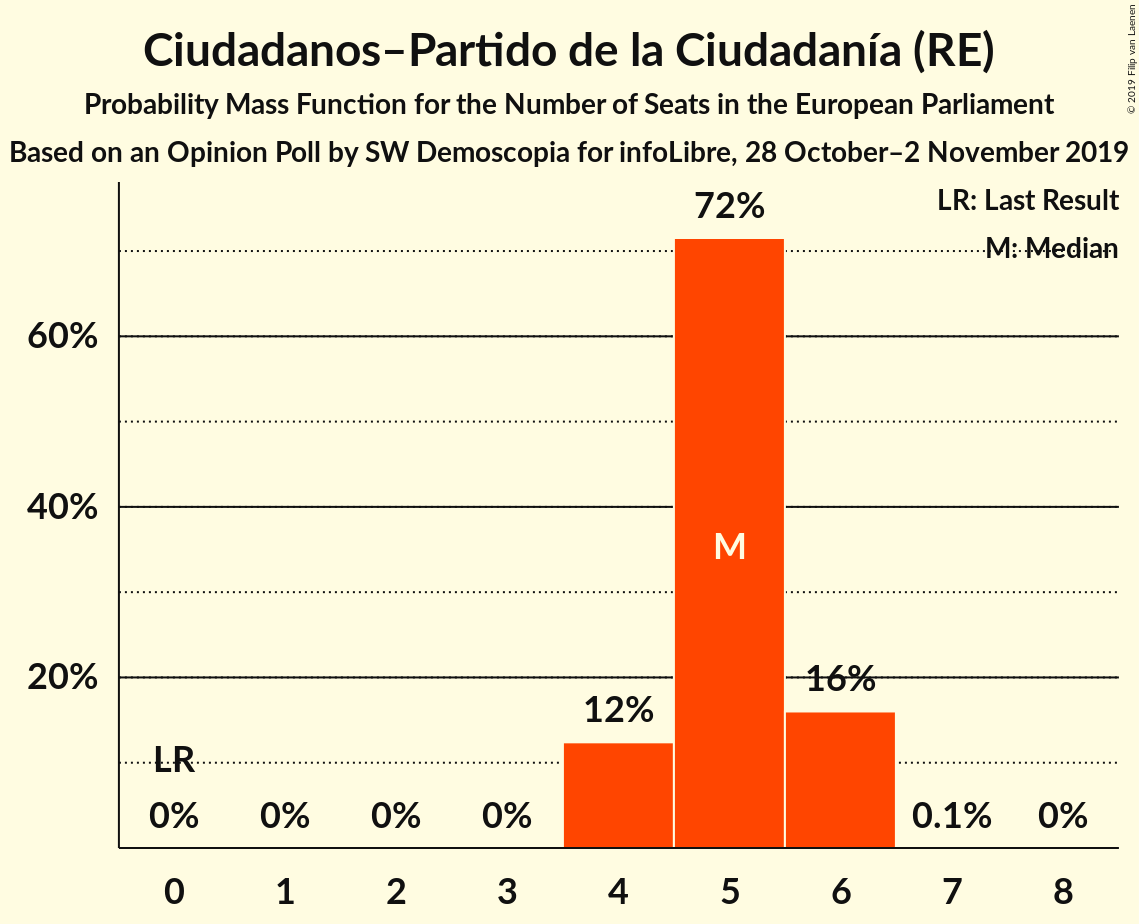 Ciudadanos–Partido de la Ciudadanía (RE)
Probability Mass Function for the Number of Seats in the European Parliament
Based on an Opinion Poll by SW Demoscopia for infoLibre, 28 October–2 November 2019
© 2019 Filip van Laenen
LR: Last Result
M: Median
72%
60%
40%
M
20%
16%
12%
LR
0% 0% 0% 0% 0.1% 0%
0 1 2 3 4 5 6 7 8